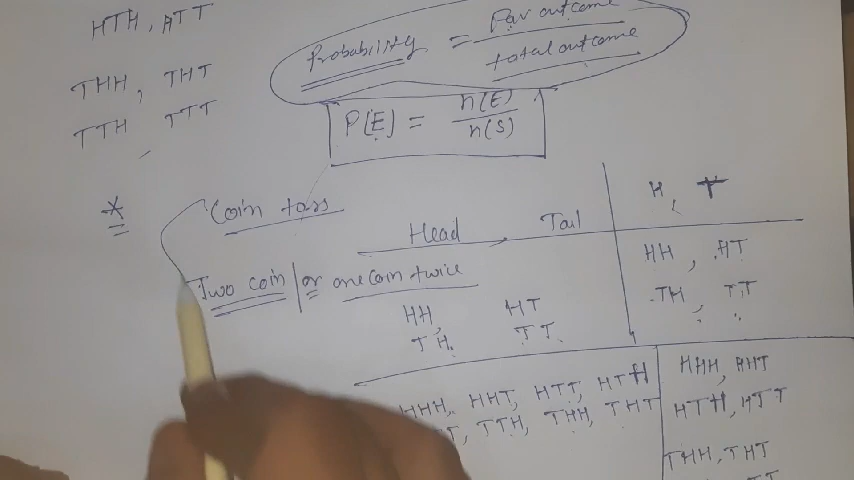 HTH, HTT
THH, THT
TTH, TTT
Probability = Fav outcome / total outcome
P(E) = n(E) / n(S)
* Coin toss
Head Tail
H, T
Two coin | or one coin twice
HH, HT
TH, TT
HH, HT
TH, TT
HHH, HHT, HTT, HTH
TTH, THH, THT
HHH, HHT
HTH, HTT
THH, THT